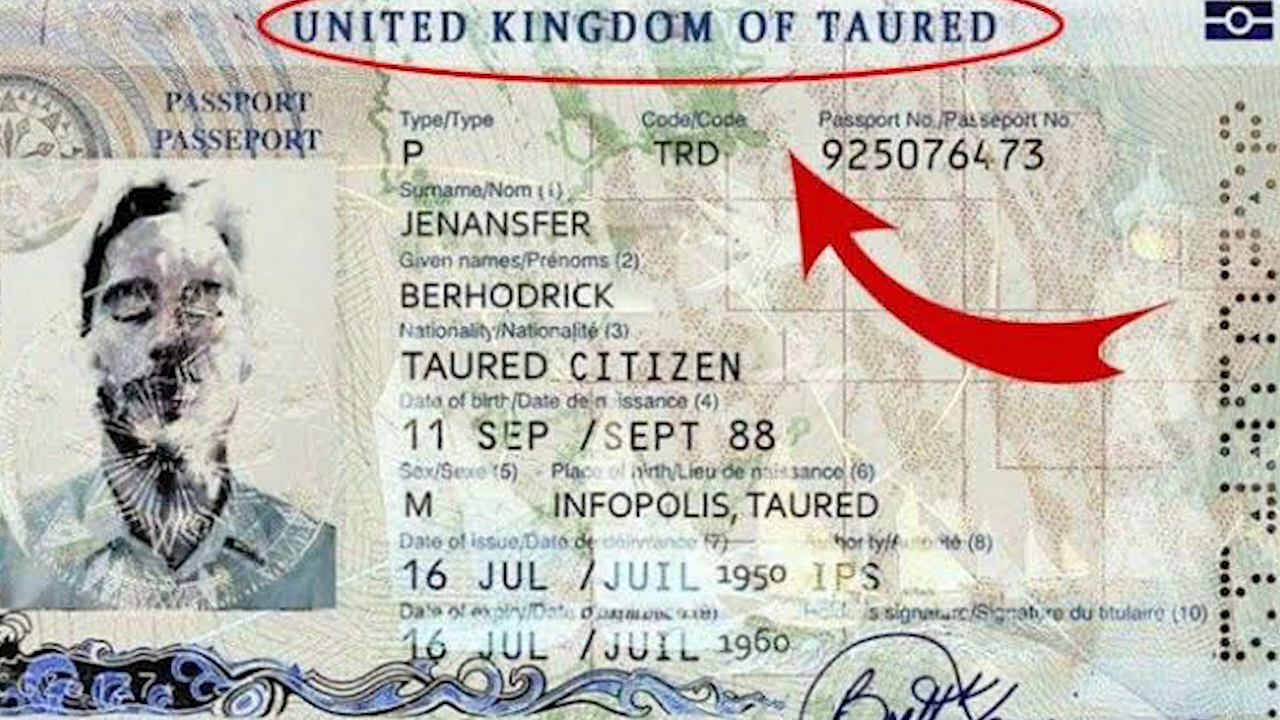 UNITED KINGDOM OF TAURED
PASSPORT
PASSEPORT
Type/Type Code/Code Passport No./Passeport No.
P TRD 925076473
Surname/Nom (1)
JENANSFER
Given names/Prénoms (2)
BERHODRICK
Nationality/Nationalité (3)
TAURED CITIZEN
Date of birth/Date de naissance (4)
11 SEP /SEPT 88
Sex/Sexe (5) Place of birth/Lieu de naissance (6)
M INFOPOLIS, TAURED
Date of issue/Date de délivrance (7) Authority/Autorité (8)
16 JUL /JUIL 1950 IPS
Date of expiry/Date (9) signature/Signature du titulaire (10)
16 JUL /JUIL 1960